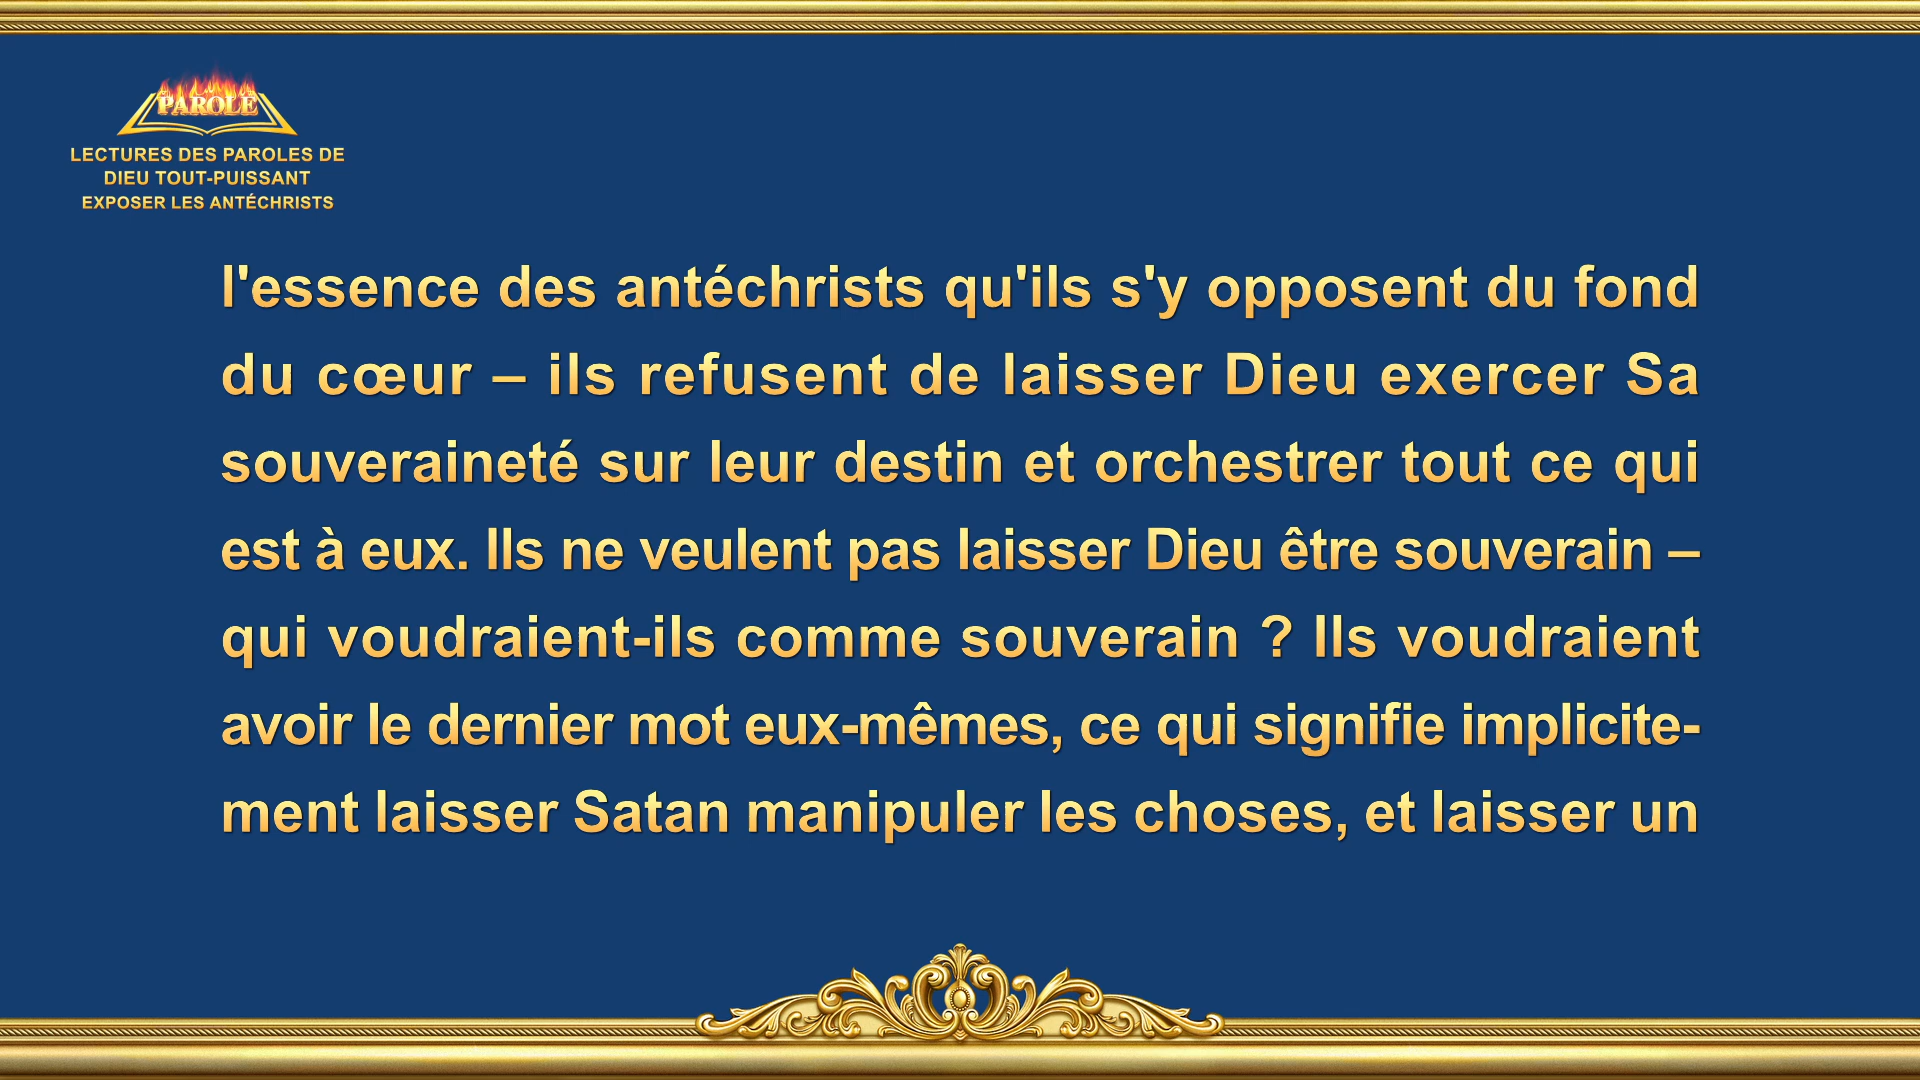 PAROLE
LECTURES DES PAROLES DE
DIEU TOUT-PUISSANT
EXPOSER LES ANTÉCHRISTS
l'essence des antéchrists qu'ils s'y opposent du fond
du cœur – ils refusent de laisser Dieu exercer Sa
souveraineté sur leur destin et orchestrer tout ce qui
est à eux. Ils ne veulent pas laisser Dieu être souverain –
qui voudraient-ils comme souverain ? Ils voudraient
avoir le dernier mot eux-mêmes, ce qui signifie implicite-
ment laisser Satan manipuler les choses, et laisser un